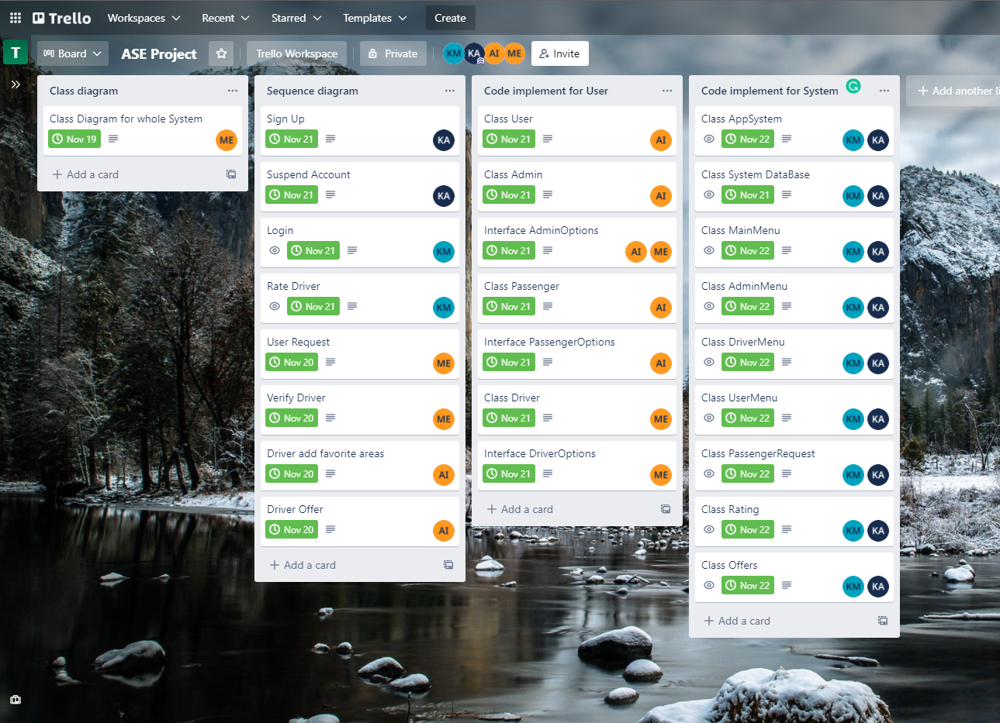 Trello Workspaces Recent Starred Templates Create
T Board ASE Project Trello Workspace Private KM KA AI ME Invite
Class diagram
Class Diagram for whole System
Nov 19 ME
Add a card
Sequence diagram
Sign Up
Nov 21 KA
Suspend Account
Nov 21 KA
Login
Nov 21 KM
Rate Driver
Nov 21 KM
User Request
Nov 20 ME
Verify Driver
Nov 20 ME
Driver add favorite areas
Nov 20 AI
Driver Offer
Nov 20 AI
Add a card
Code implement for User
Class User
Nov 21 AI
Class Admin
Nov 21 AI
Interface AdminOptions
Nov 21 AI ME
Class Passenger
Nov 21 AI
Interface PassengerOptions
Nov 21 AI
Class Driver
Nov 21 ME
Interface DriverOptions
Nov 21 ME
Add a card
Code implement for System
Class AppSystem
Nov 22 KM KA
Class System DataBase
Nov 21 KM KA
Class MainMenu
Nov 22 KM KA
Class AdminMenu
Nov 22 KM KA
Class DriverMenu
Nov 22 KM KA
Class UserMenu
Nov 22 KM KA
Class PassengerRequest
Nov 22 KM KA
Class Rating
Nov 22 KM KA
Class Offers
Nov 22 KM KA
Add a card
Add another li